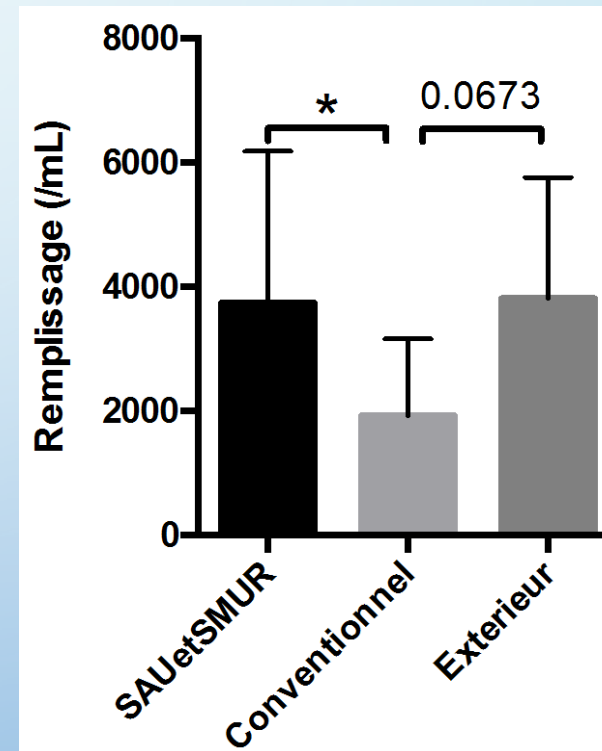 8000
6000
4000
2000
0
Remplissage (/mL)
*
0.0673
SAUetSMUR
Conventionnel
Exterieur